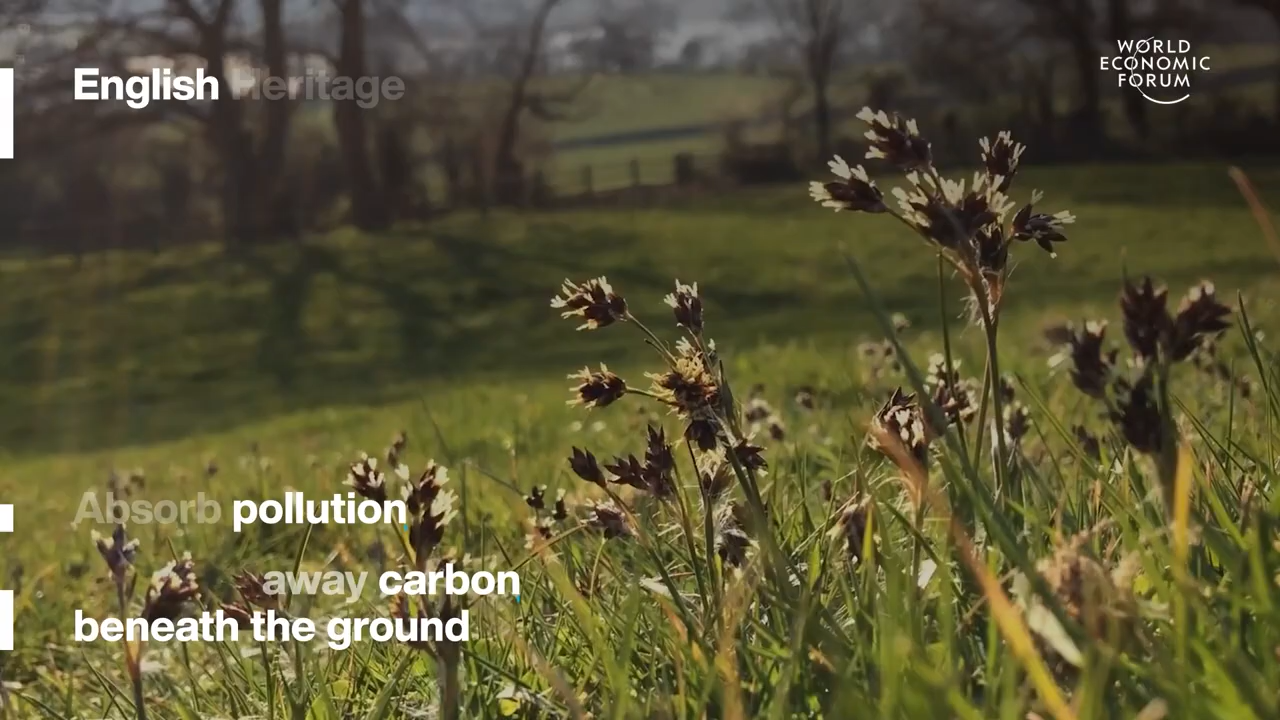 English Heritage
WORLD
ECONOMIC
FORUM
Absorb pollution
away carbon
beneath the ground